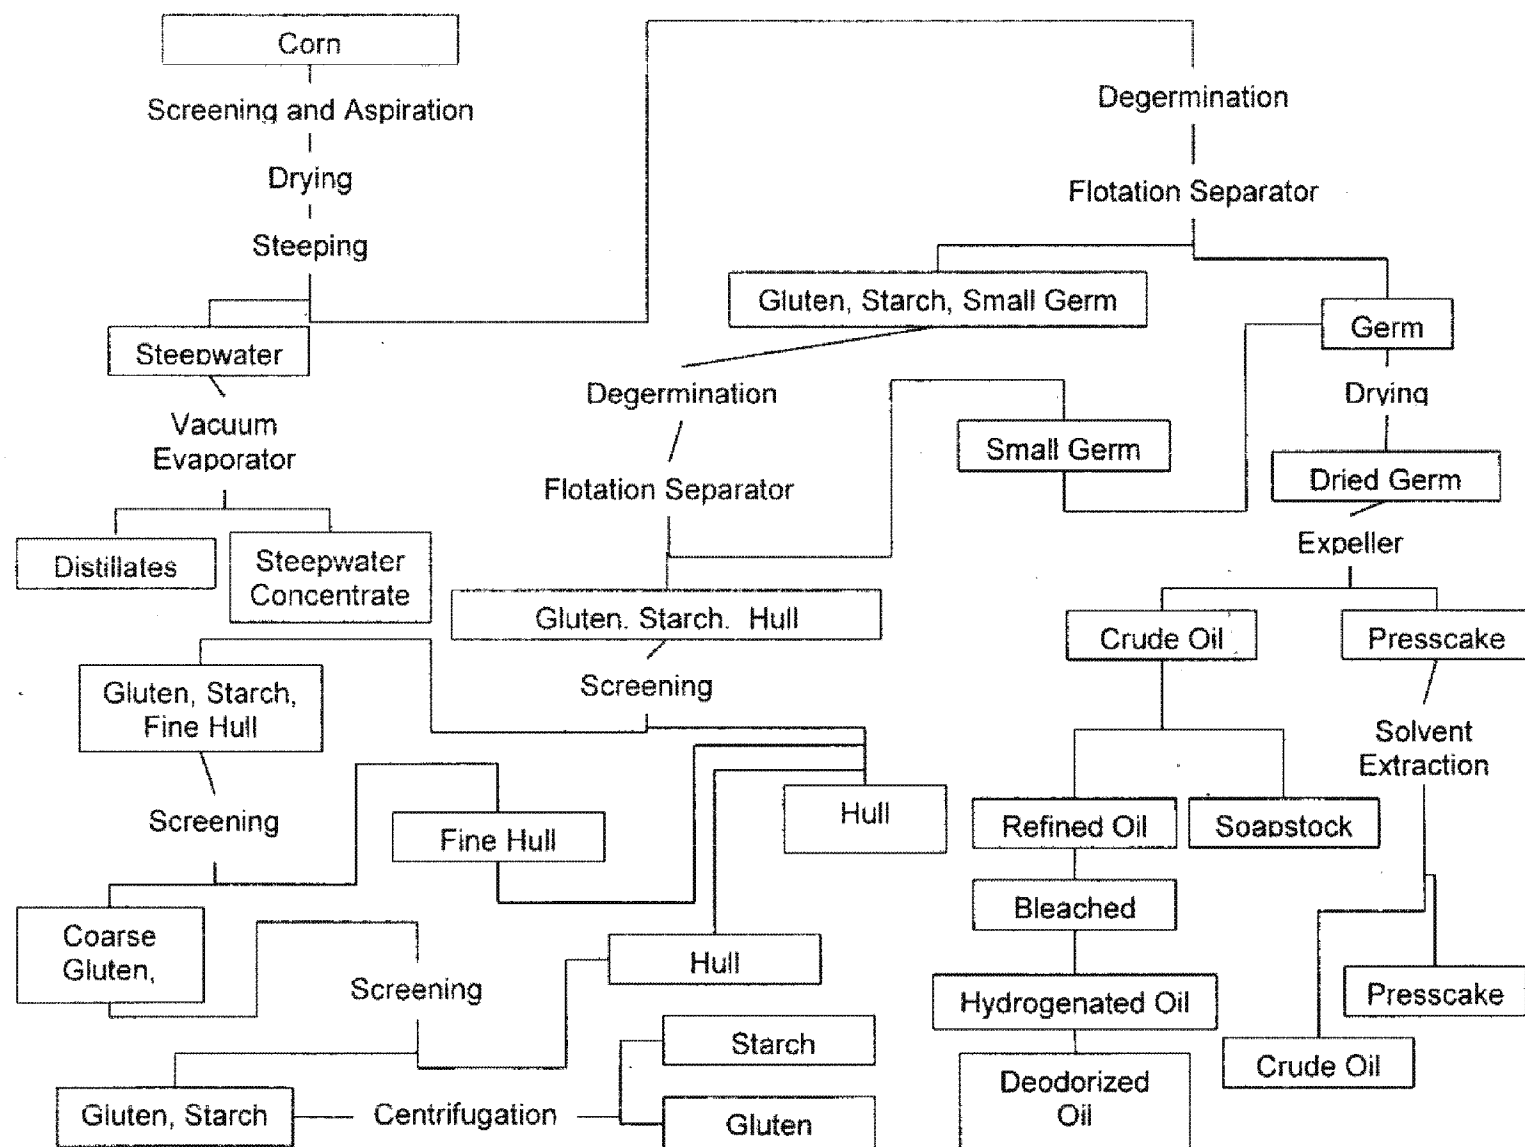 Corn
Screening and Aspiration
Drying
Steeping
Steepwater
Vacuum
Evaporator
Distillates
Steepwater
Concentrate
Degermination
Flotation Separator
Gluten, Starch, Small Germ
Germ
Degermination
Flotation Separator
Small Germ
Drying
Dried Germ
Expeller
Gluten. Starch. Hull
Screening
Gluten, Starch,
Fine Hull
Screening
Fine Hull
Hull
Coarse
Gluten,
Screening
Hull
Gluten, Starch
Centrifugation
Starch
Gluten
Crude Oil
Presscake
Solvent
Extraction
Refined Oil
Soapstock
Bleached
Hydrogenated Oil
Deodorized
Oil
Presscake
Crude Oil